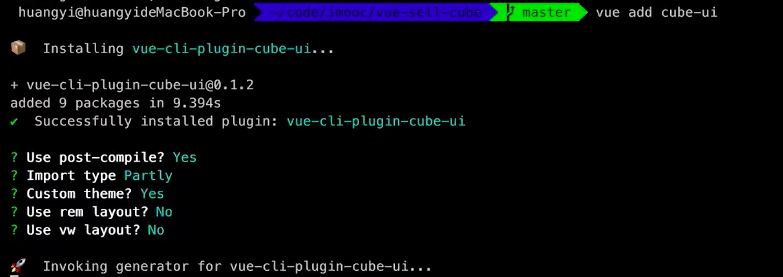 huangyi@huangyideMacBook-Pro ~/code/imooc/vue-sell-cube master vue add cube-ui
📦 Installing vue-cli-plugin-cube-ui...
+ vue-cli-plugin-cube-ui@0.1.2
added 9 packages in 9.394s
✔ Successfully installed plugin: vue-cli-plugin-cube-ui
? Use post-compile? Yes
? Import type Partly
? Custom theme? Yes
? Use rem layout? No
? Use vw layout? No
🚀 Invoking generator for vue-cli-plugin-cube-ui...